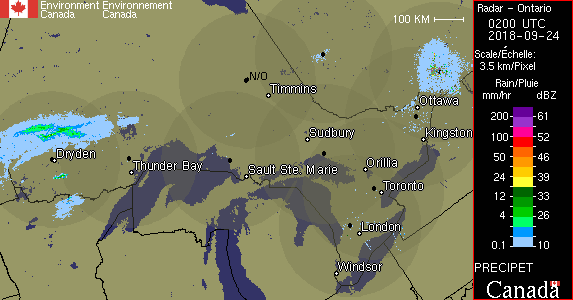 Environment Environnement
Canada Canada
100 KM
N/O
Timmins
Ottawa
Sudbury
Kingston
Dryden
Thunder Bay
Sault Ste. Marie
Orillia
Toronto
London
Windsor
Radar - Ontario
0200 UTC
2018-09-24
Scale/Échelle:
3.5 km/Pixel
Rain/Pluie
mm/hr dBZ
200 61
100 52
50 46
24 39
12 33
4 26
1 18
0.1 10
PRECIPET
Canada